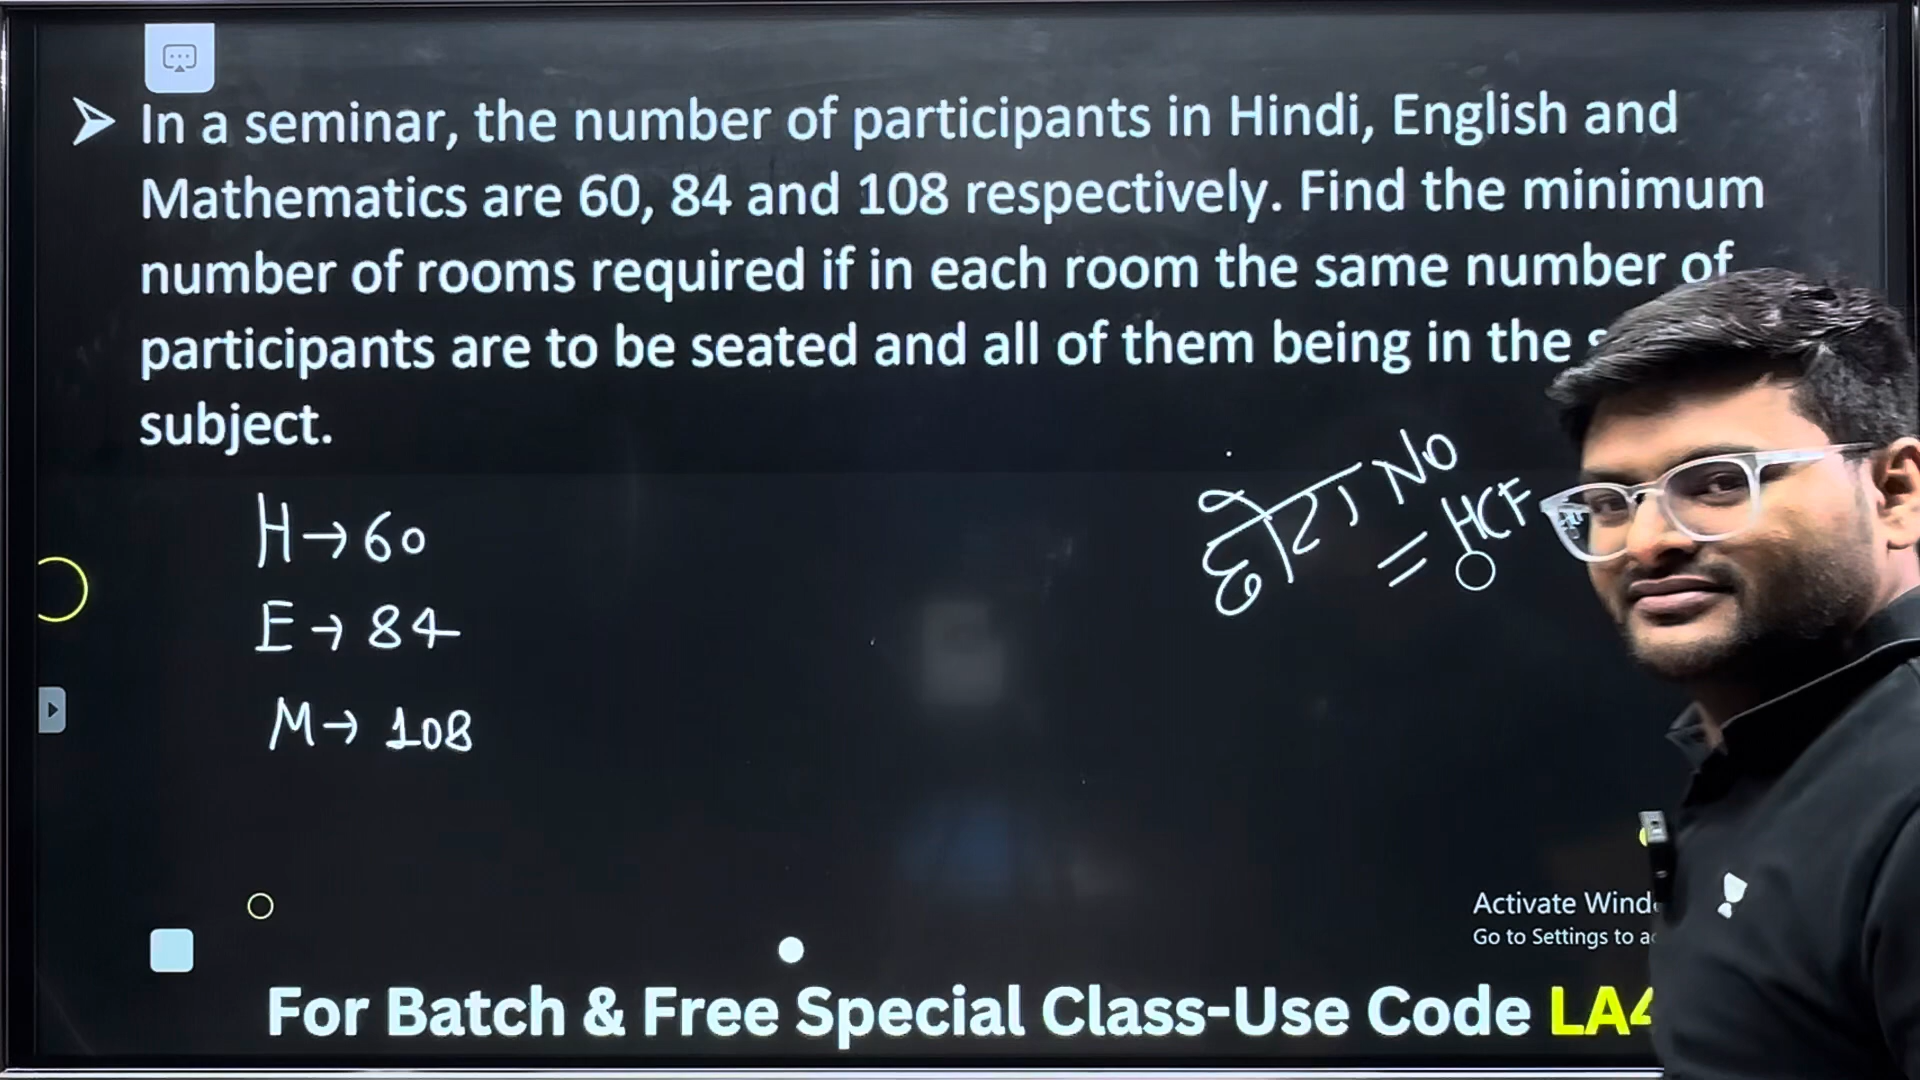 In a seminar, the number of participants in Hindi, English and
Mathematics are 60, 84 and 108 respectively. Find the minimum
number of rooms required if in each room the same number of
participants are to be seated and all of them being in the
subject.
H → 60
E → 84
M → 108
छोटा No
= HCF
Activate
Go to Settings to
For Batch & Free Special Class-Use Code